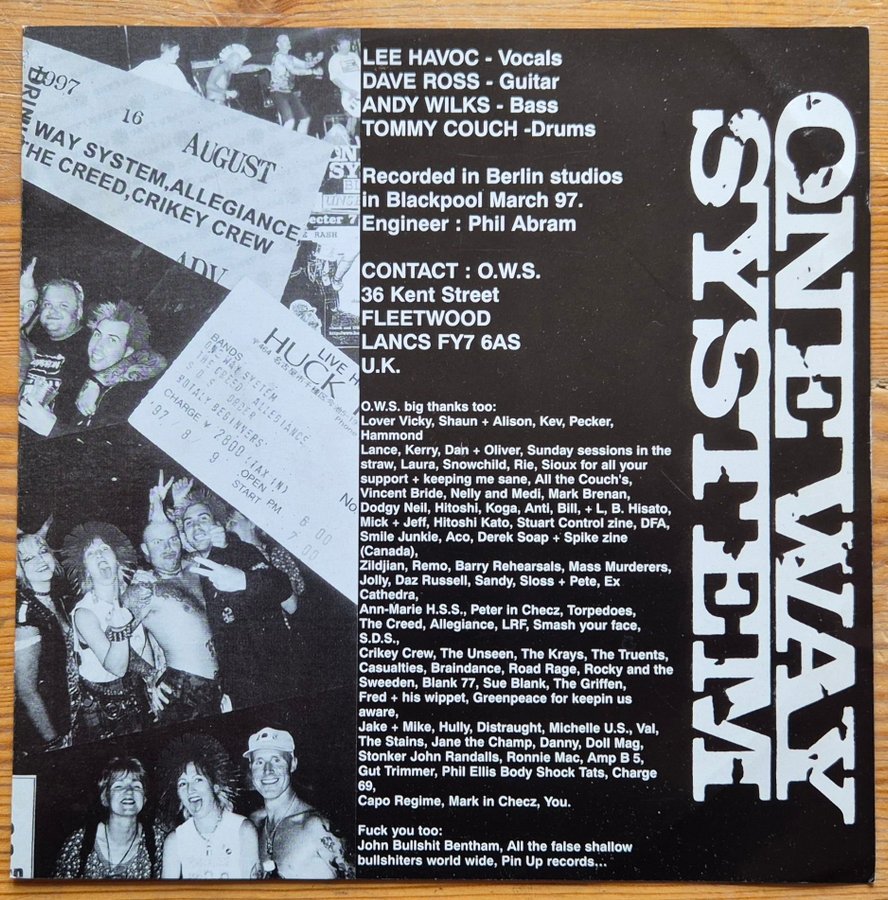 1997
16
AUGUST
WAY SYSTEM,ALLEGIANCE
THE CREED,CRIKEY CREW
ADV
LIVE H
HUCK
BANDS
ONE WAY SYSTEM
THE CREED ALLEGIANCE
S.D.S. ORDER
TOTALY BEGINNERS
CHARGE ¥ 2800 (TAX IN)
97 / 8 / 9
OPEN PM 6:00
START PM 7:00
No
LEE HAVOC - Vocals
DAVE ROSS - Guitar
ANDY WILKS - Bass
TOMMY COUCH -Drums
Recorded in Berlin studios
in Blackpool March 97.
Engineer : Phil Abram
CONTACT : O.W.S.
36 Kent Street
FLEETWOOD
LANCS FY7 6AS
U.K.
O.W.S. big thanks too:
Lover Vicky, Shaun + Alison, Kev, Pecker,
Hammond
Lance, Kerry, Dan + Oliver, Sunday sessions in the
straw, Laura, Snowchild, Rie, Sioux for all your
support + keeping me sane, All the Couch's,
Vincent Bride, Nelly and Medi, Mark Brenan,
Dodgy Neil, Hitoshi, Koga, Anti, Bill, + L, B. Hisato,
Mick + Jeff, Hitoshi Kato, Stuart Control zine, DFA,
Smile Junkie, Aco, Derek Soap + Spike zine
(Canada),
Zildjian, Remo, Barry Rehearsals, Mass Murderers,
Jolly, Daz Russell, Sandy, Sloss + Pete, Ex
Cathedra,
Ann-Marie H.S.S., Peter in Checz, Torpedoes,
The Creed, Allegiance, LRF, Smash your face,
S.D.S.,
Crikey Crew, The Unseen, The Krays, The Truents,
Casualties, Braindance, Road Rage, Rocky and the
Sweeden, Blank 77, Sue Blank, The Griffen,
Fred + his wippet, Greenpeace for keepin us
aware,
Jake + Mike, Hully, Distraught, Michelle U.S., Val,
The Stains, Jane the Champ, Danny, Doll Mag,
Stonker John Randalls, Ronnie Mac, Amp B 5,
Gut Trimmer, Phil Ellis Body Shock Tats, Charge
69,
Capo Regime, Mark in Checz, You.
Fuck you too:
John Bullshit Bentham, All the false shallow
bullshiters world wide, Pin Up records...
ONE WAY
SYSTEM